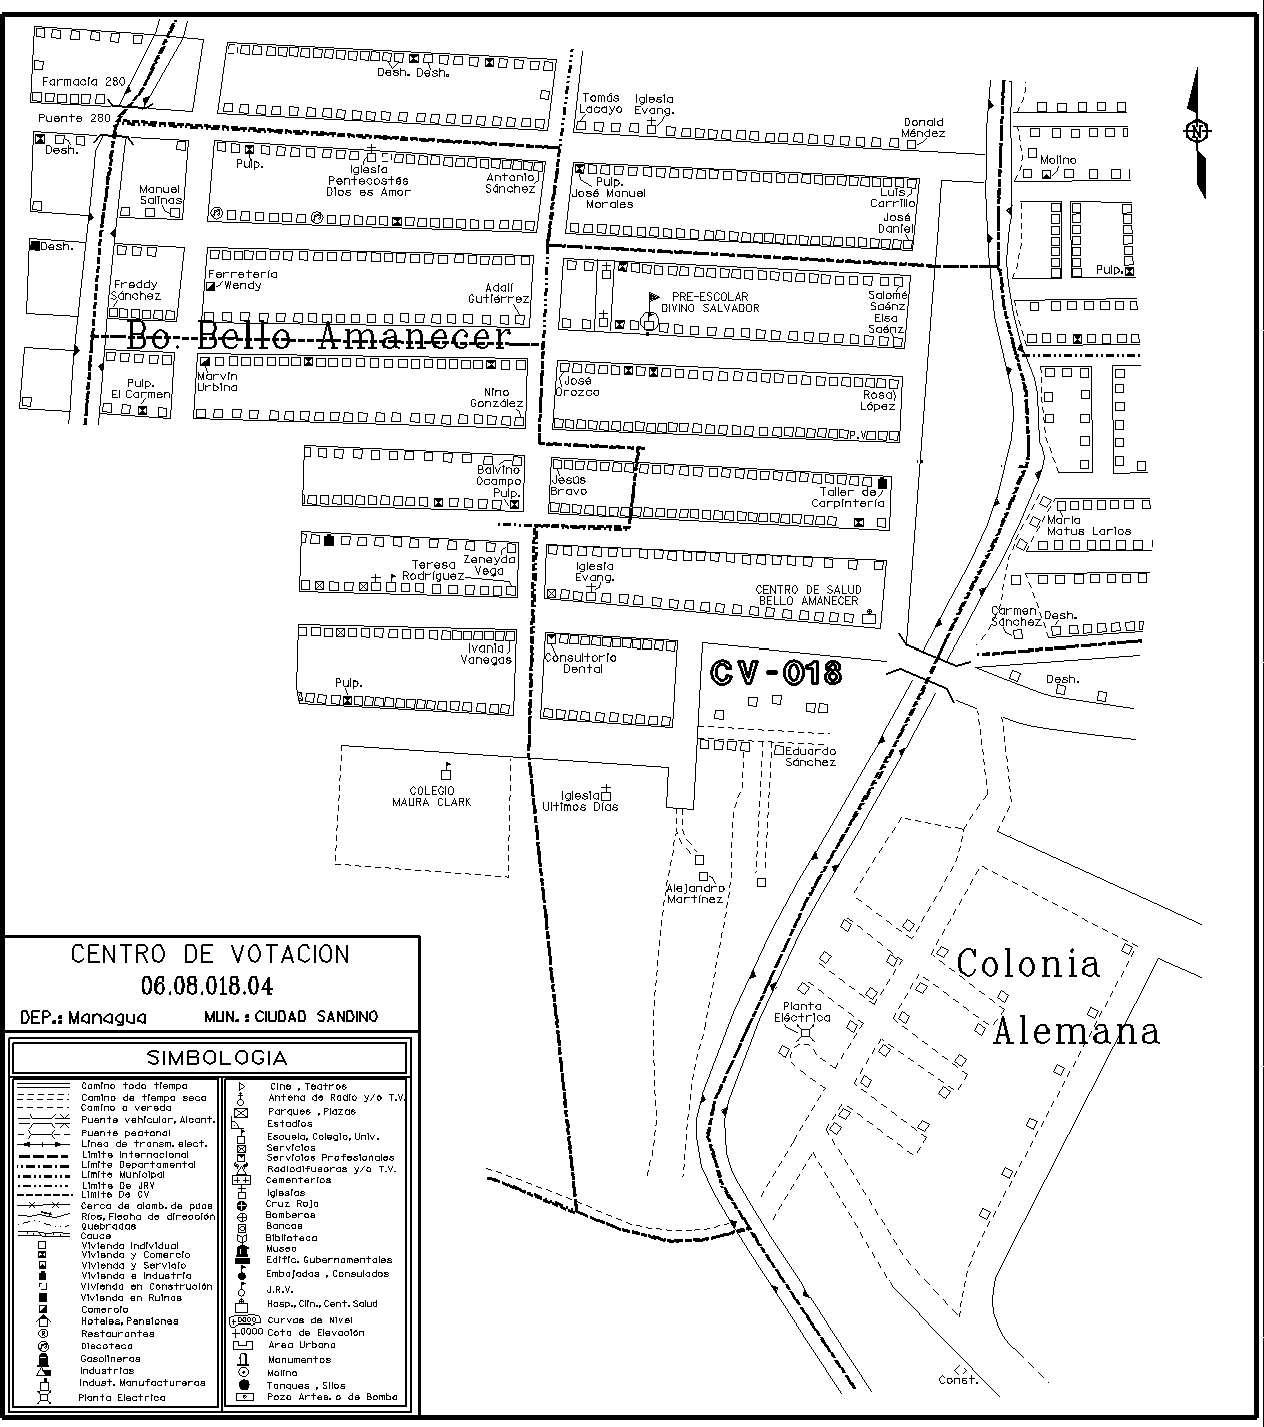 Farmacia 280
Puente 280
Desh. Desh.
Tomás
Lacayo
Iglesia
Evang.
Donald
Méndez
Desh.
Pulp.
Iglesia
Pentecostés
Dios es Amor
Antonio
Sánchez
Manuel
Salinas
Pulp.
José Manuel
Morales
Luis
Carrillo
José
Daniel
Molino
N
Pulp.
Desh.
Ferretería
Wendy
Freddy
Sánchez
Adalí
Gutiérrez
PRE-ESCOLAR
DIVINO SALVADOR
Salomé
Saénz
Elsa
Saénz
Bo. Bello Amanecer
Marvin
Urbina
Pulp.
El Carmen
Nino
González
José
Orozco
Rosa
López
P.V
Balvino
Ocampo
Pulp.
Jesús
Bravo
Taller de
Carpintería
María
Matus Larios
Teresa
Rodríguez
Zeneyda
Vega
Iglesia
Evang.
CENTRO DE SALUD
BELLO AMANECER
Carmen
Sánchez
Desh.
Ivania
Vanegas
Pulp.
Consultorio
Dental
CV-018
Desh.
Eduardo
Sánchez
COLEGIO
MAURA CLARK
Iglesia
Ultimos Días
Alejandro
Martínez
Colonia
Alemana
Planta
Eléctrica
Const.
CENTRO DE VOTACION
06.08.018.04
DEP.: Managua MUN.: CIUDAD SANDINO
SIMBOLOGIA
Camino todo tiempo
Camino de tiempo seco
Camino o vereda
Puente vehicular, Alcant.
Puente peatonal
Línea de transm. elect.
Limite Internacional
Limite Departamental
Limite Municipal
Limite De JRV
Limite De CV
Cerca de alamb. de puas
Ríos, Flecha de dirección
Quebradas
Cauce
Vivienda Individual
Vivienda y Comercio
Vivienda y Servicio
Vivienda e Industria
Vivienda en Construción
Vivienda en Ruinas
Comercio
Hoteles, Pensiones
Restaurantes
Discoteca
Gasolineras
Industrias
Indust. Manufactureras
Planta Electrica
Cine , Teatros
Antena de Radio y/o T.V.
Parques , Plazas
Estadios
Escuela, Colegio, Univ.
Servicios
Servicios Profesionales
Radiodifusoras y/o T.V.
Cementerios
Iglesias
Cruz Roja
Bomberos
Bancos
Biblioteca
Museo
Edific. Gubernamentales
Embajadas , Consulados
J.R.V.
Hosp., Clin., Cent. Salud
Curvas de Nivel
Cota de Elevación
Area Urbana
Monumentos
Molino
Tanques , Silos
Pozo Artes. o de Bomba